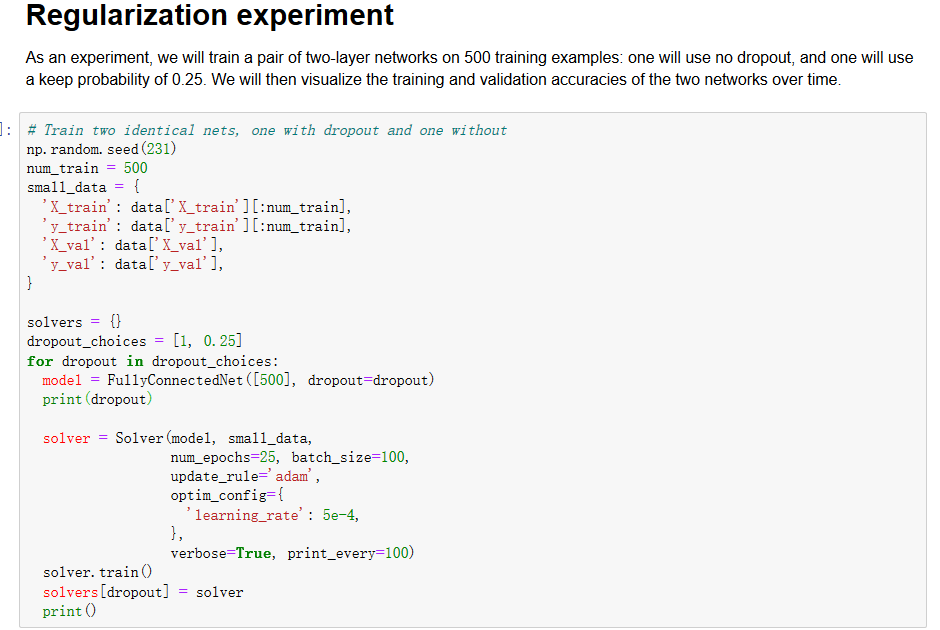 Regularization experiment
As an experiment, we will train a pair of two-layer networks on 500 training examples: one will use no dropout, and one will use
a keep probability of 0.25. We will then visualize the training and validation accuracies of the two networks over time.
]:
# Train two identical nets, one with dropout and one without
np.random.seed(231)
num_train = 500
small_data = {
  'X_train': data['X_train'][:num_train],
  'y_train': data['y_train'][:num_train],
  'X_val': data['X_val'],
  'y_val': data['y_val'],
}

solvers = {}
dropout_choices = [1, 0.25]
for dropout in dropout_choices:
  model = FullyConnectedNet([500], dropout=dropout)
  print(dropout)

  solver = Solver(model, small_data,
                  num_epochs=25, batch_size=100,
                  update_rule='adam',
                  optim_config={
                    'learning_rate': 5e-4,
                  },
                  verbose=True, print_every=100)
  solver.train()
  solvers[dropout] = solver
  print()